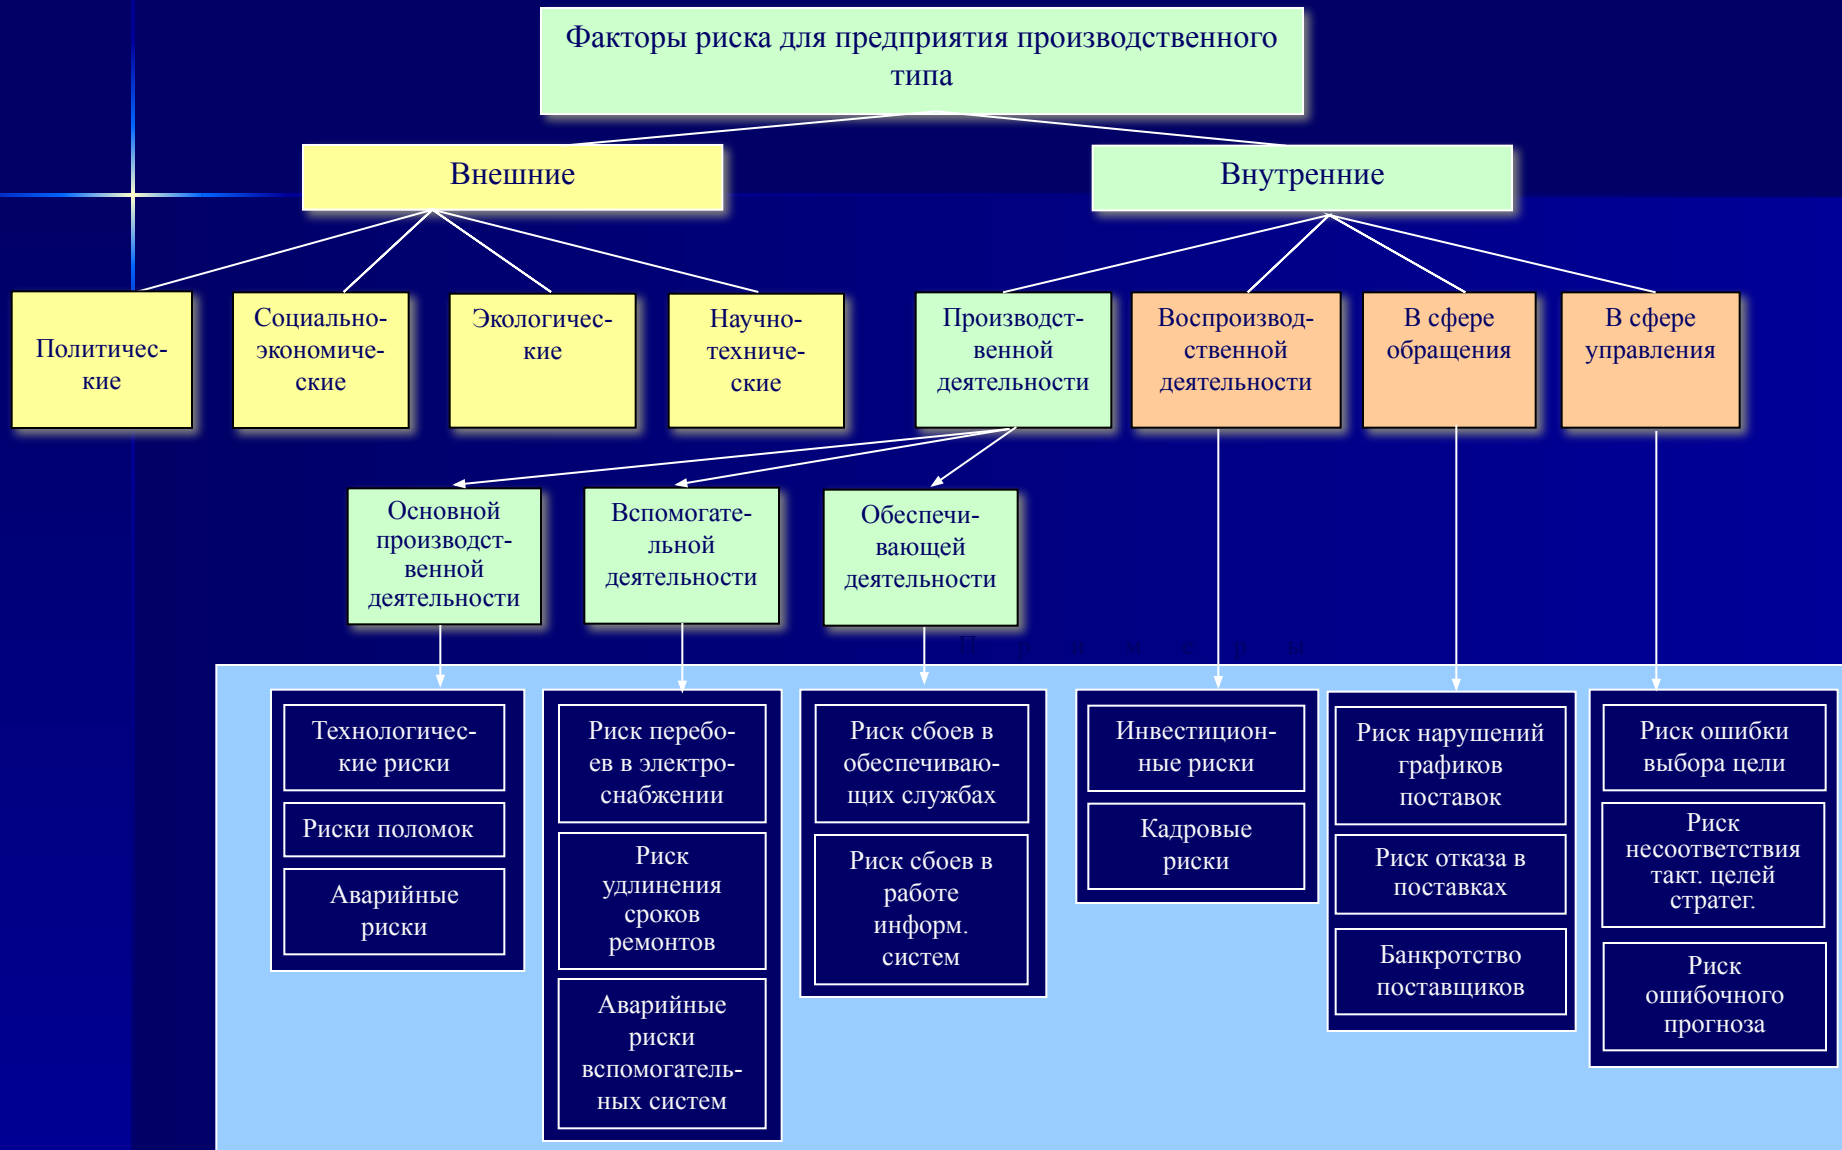 Факторы риска для предприятия производственного
типа
Внешние
Внутренние
Политичес-
кие
Социально-
экономиче-
ские
Экологичес-
кие
Научно-
техниче-
ские
Производст-
венной
деятельности
Воспроизвод-
ственной
деятельности
В сфере
обращения
В сфере
управления
Основной
производст-
венной
деятельности
Вспомогате-
льной
деятельности
Обеспечи-
вающей
деятельности
П р и м е р ы
Технологичес-
кие риски
Риски поломок
Аварийные
риски
Риск перебо-
ев в электро-
снабжении
Риск
удлинения
сроков
ремонтов
Аварийные
риски
вспомогатель-
ных систем
Риск сбоев в
обеспечиваю-
щих службах
Риск сбоев в
работе
информ.
систем
Инвестицион-
ные риски
Кадровые
риски
Риск нарушений
графиков
поставок
Риск отказа в
поставках
Банкротство
поставщиков
Риск ошибки
выбора цели
Риск
несоответствия
такт. целей
стратег.
Риск
ошибочного
прогноза